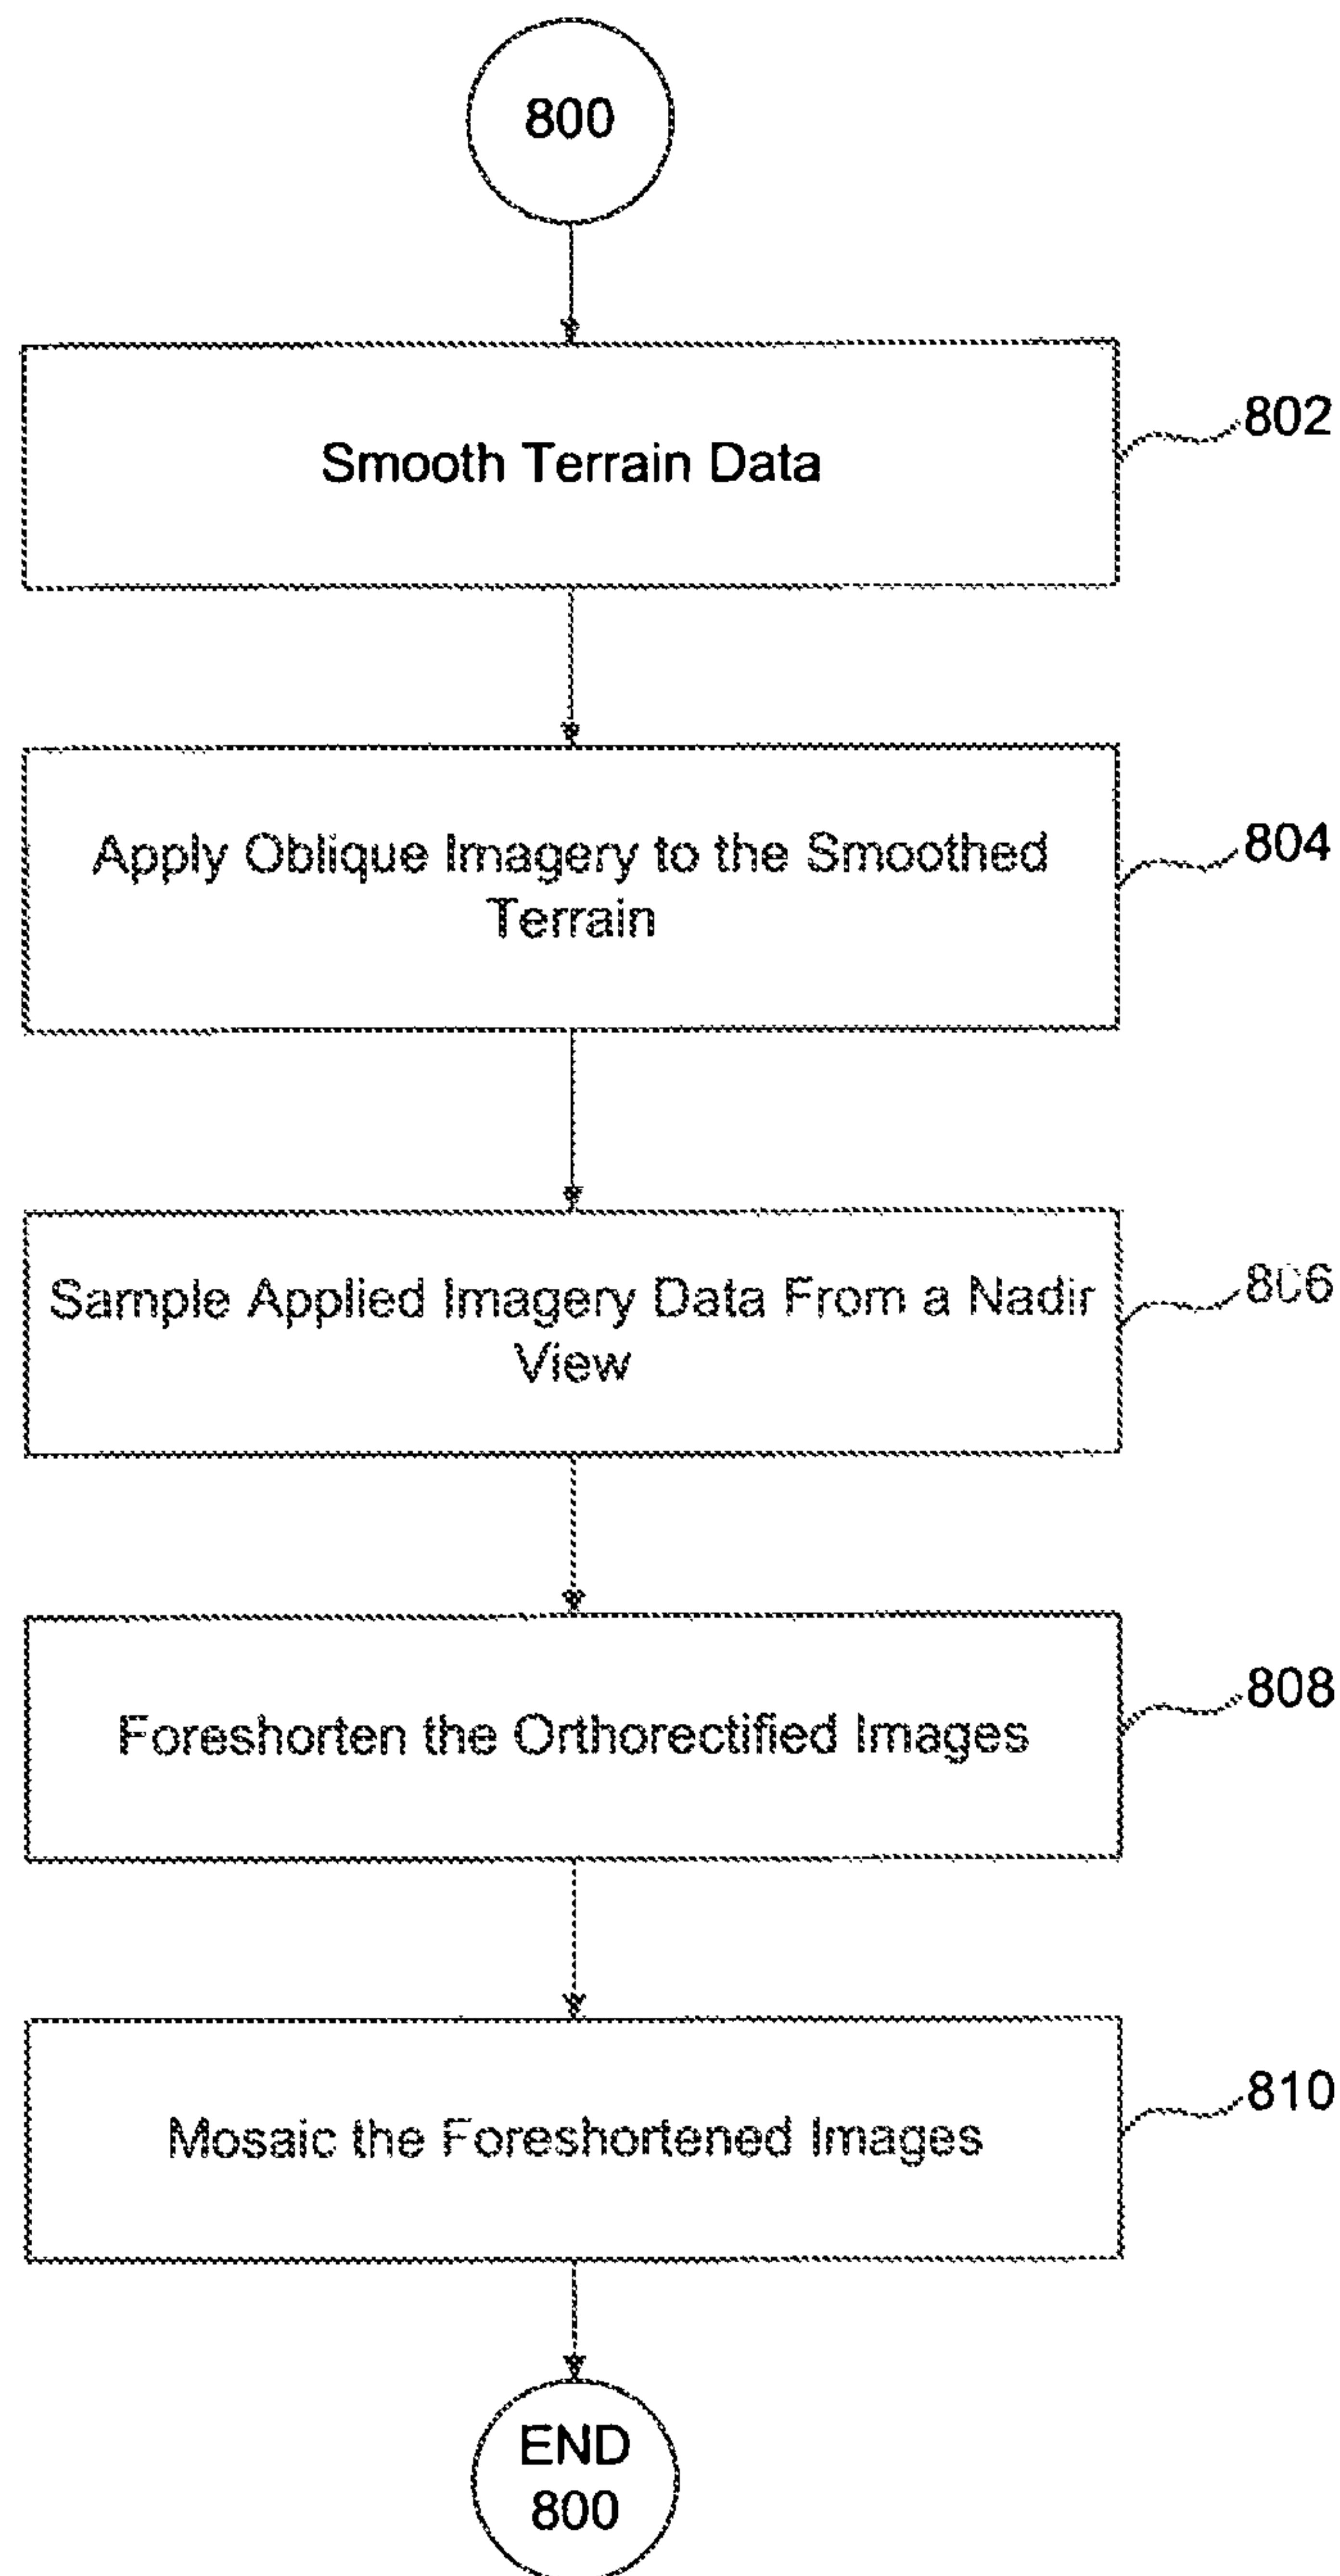 800
Smooth Terrain Data
802
Apply Oblique Imagery to the Smoothed
Terrain
804
Sample Applied Imagery Data From a Nadir
View
806
Foreshorten the Orthorectified Images
808
Mosaic the Foreshortened Images
810
END
800